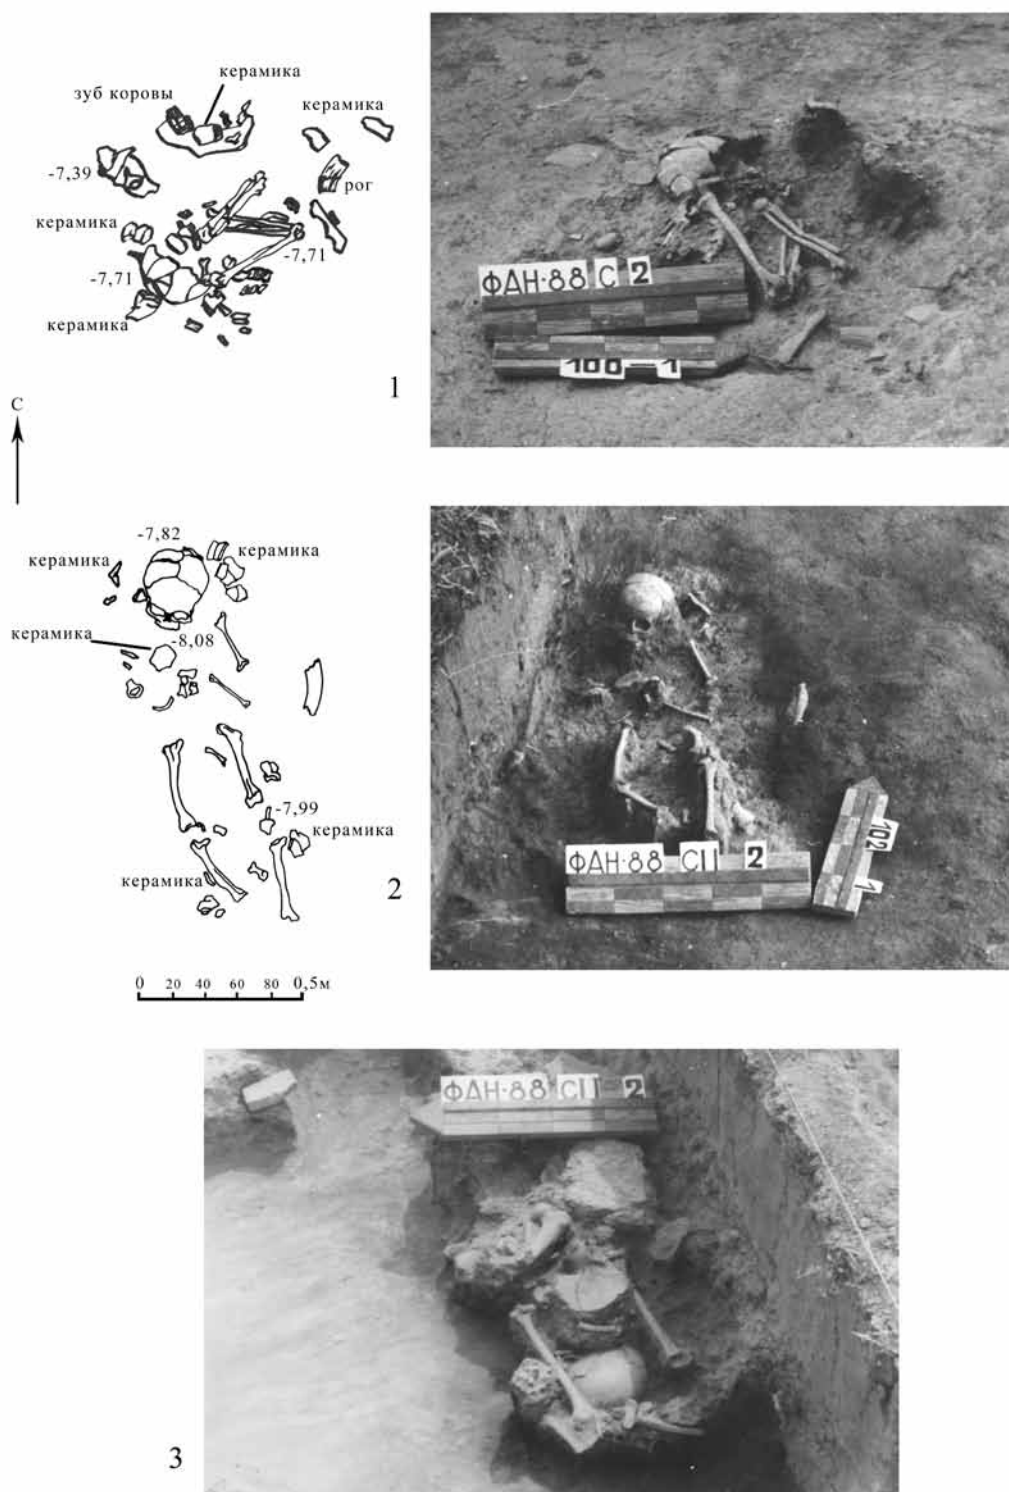 керамика
зуб коровы
керамика
-7,39
рог
керамика
-7,71
-7,71
керамика
1
ФАН-88 С 2
100 — 1
С
-7,82
керамика
керамика
керамика
-8,08
-7,99
керамика
керамика
2
ФАН-88 СII 2
102
1
0 20 40 60 80 0,5м
ФАН-88 СII-2
3